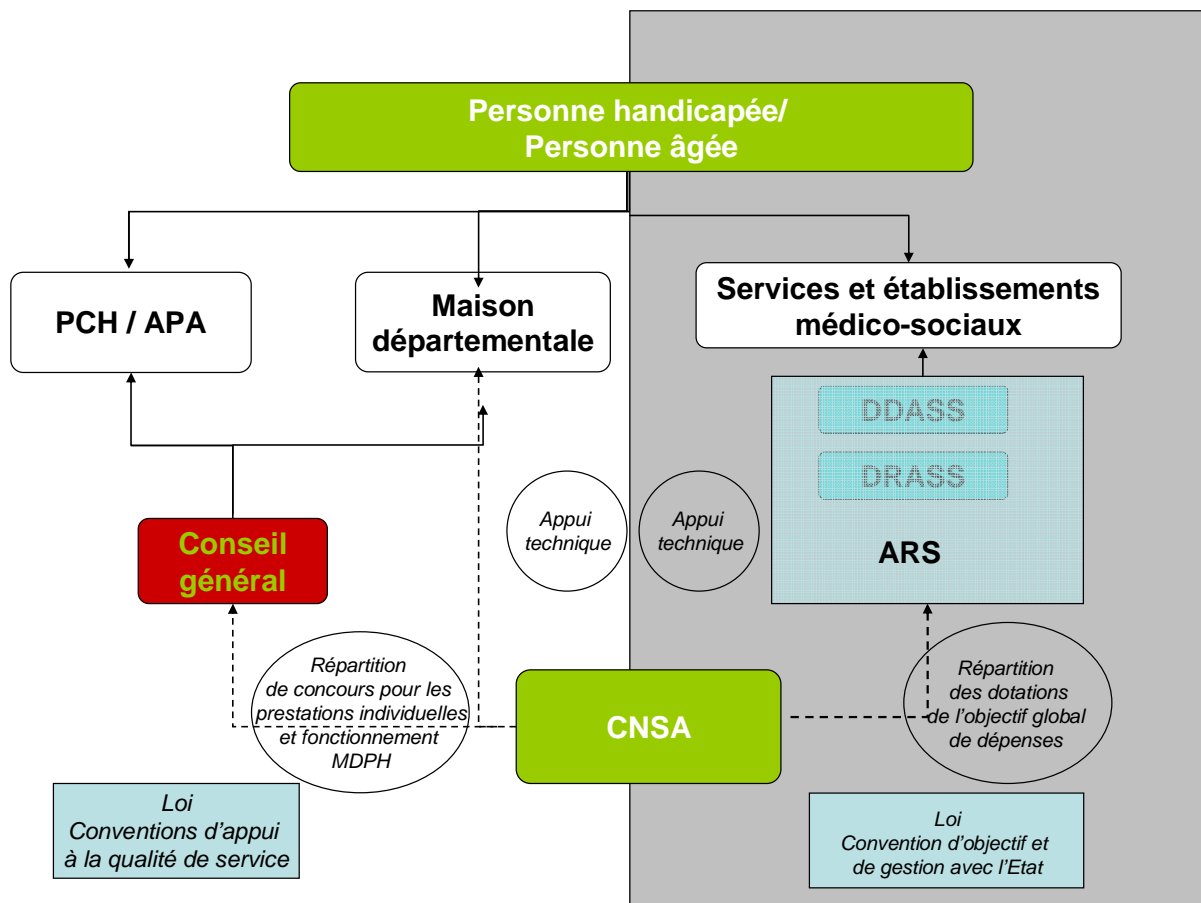 Personne handicapée/
Personne âgée
PCH / APA
Maison
départementale
Services et établissements
médico-sociaux
DDASS
DRASS
ARS
Appui
technique
Appui
technique
Conseil
général
Répartition
de concours pour les
prestations individuelles
et fonctionnement
MDPH
CNSA
Répartition
des dotations
de l’objectif global
de dépenses
Loi
Conventions d’appui
à la qualité de service
Loi
Convention d’objectif et
de gestion avec l’Etat